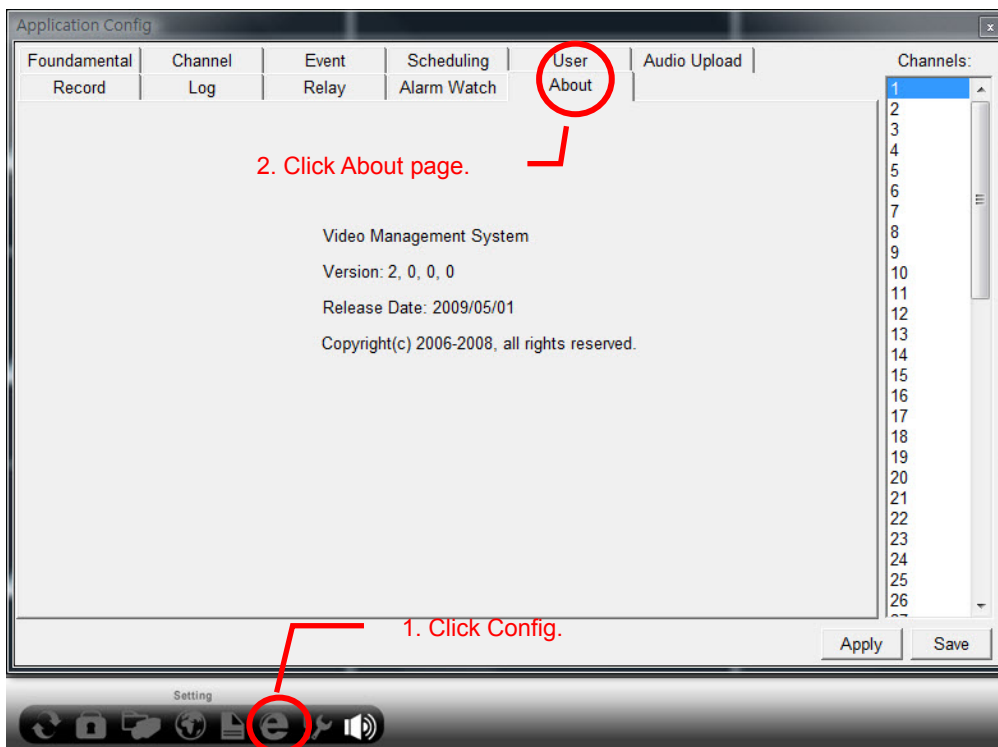 Application Config
x
Foundamental Channel Event Scheduling User Audio Upload
Record Log Relay Alarm Watch About
Channels:
1
2
3
4
5
6
7
8
9
10
11
12
13
14
15
16
17
18
19
20
21
22
23
24
25
26
2. Click About page.
Video Management System
Version: 2, 0, 0, 0
Release Date: 2009/05/01
Copyright(c) 2006-2008, all rights reserved.
1. Click Config.
Apply Save
Setting